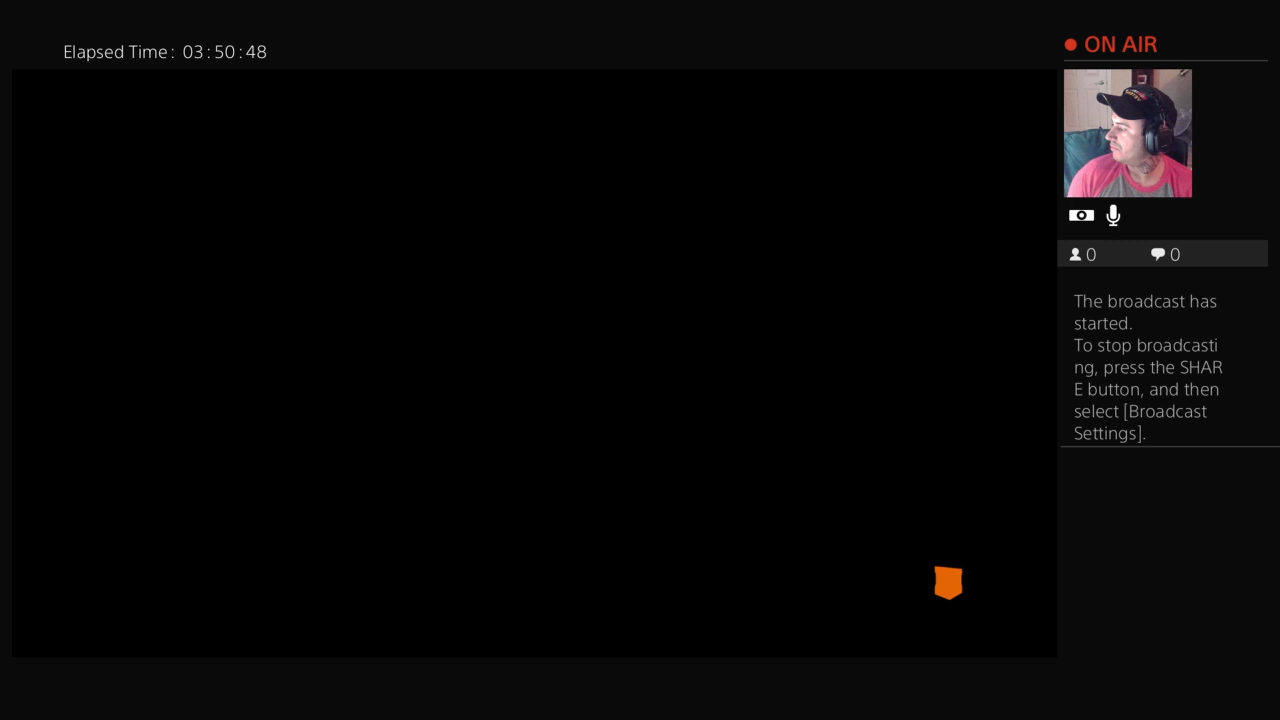 Elapsed Time: 03:50:48
ON AIR
0 0
The broadcast has
started.
To stop broadcasti
ng, press the SHAR
E button, and then
select [Broadcast
Settings].